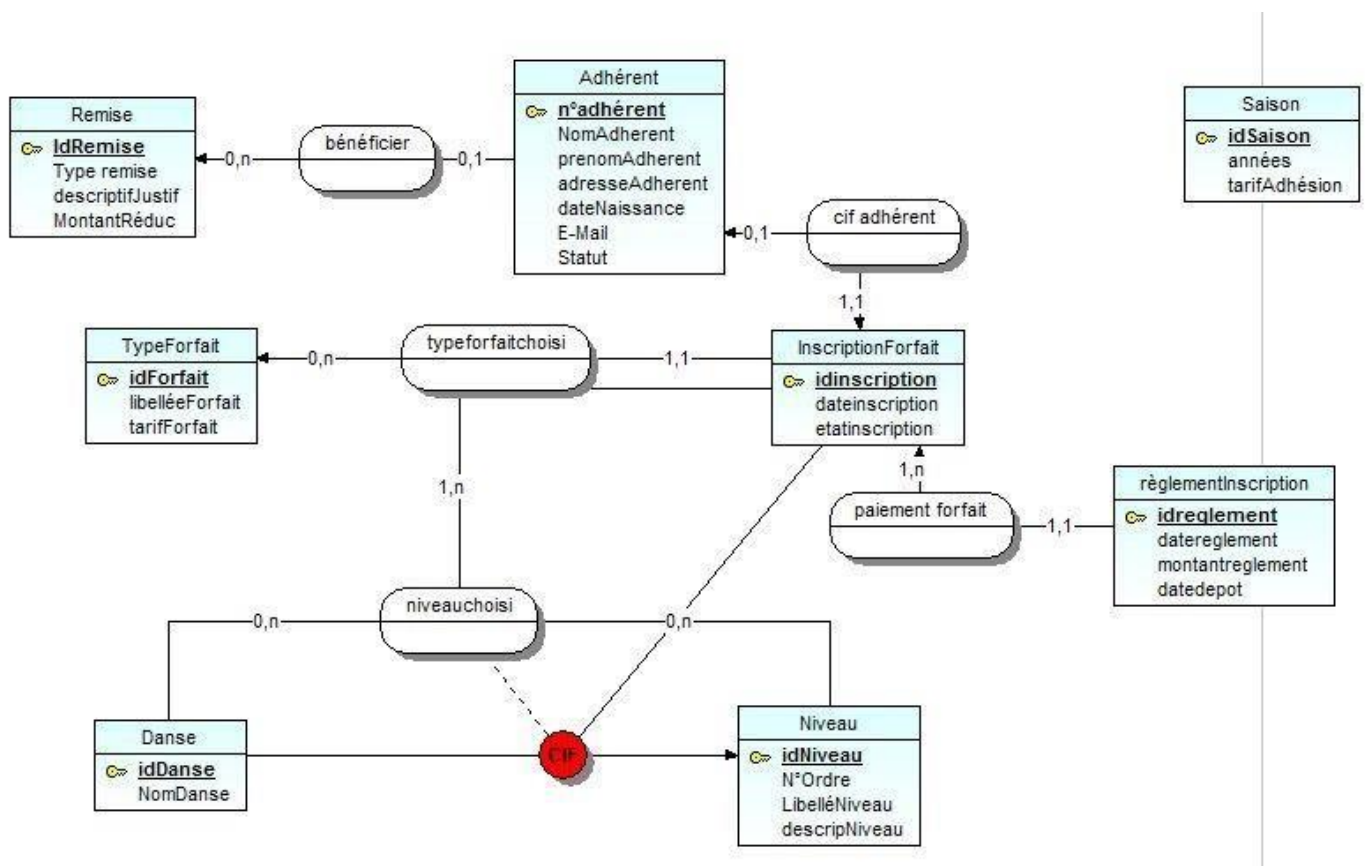 Remise
IdRemise
Type remise
descriptifJustif
MontantRéduc
0,n
bénéficier
0,1
Adhérent
n°adhérent
NomAdherent
prenomAdherent
adresseAdherent
dateNaissance
E-Mail
Statut
Saison
idSaison
années
tarifAdhésion
0,1
cif adhérent
1,1
TypeForfait
idForfait
libelléeForfait
tarifForfait
0,n
typeforfaitchoisi
1,1
InscriptionForfait
idinscription
dateinscription
etatinscription
1,n
1,n
paiement forfait
1,1
règlementInscription
idreglement
datereglement
montantreglement
datedepot
0,n
niveauchoisi
0,n
Danse
idDanse
NomDanse
CIF
Niveau
idNiveau
N°Ordre
LibelléNiveau
descripNiveau